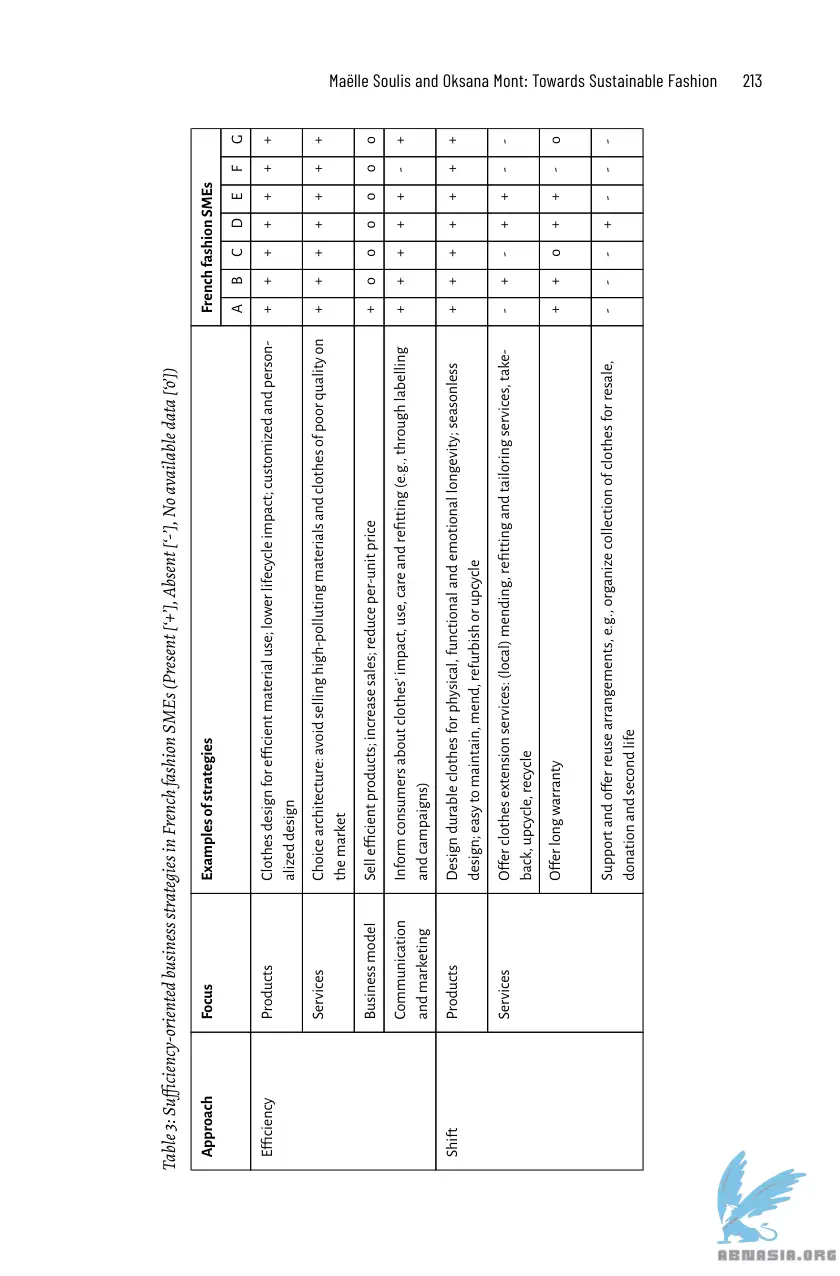 Maëlle Soulis and Oksana Mont: Towards Sustainable Fashion 213
Table 3: Sufficiency-oriented business strategies in French fashion SMEs (Present [‘+’], Absent [‘-’], No available data [‘o’])
Approach Focus Examples of strategies French fashion SMEs
A B C D E F G
Efficiency Products Clothes design for efficient material use; lower lifecycle impact; customized and person- + + + + + + +
alized design
Services Choice architecture: avoid selling high-polluting materials and clothes of poor quality on + + + + + + +
the market
Business model Sell efficient products; increase sales; reduce per-unit price + o o o o o o
Communication Inform consumers about clothes’ impact, use, care and refitting (e.g., through labelling + + + + + - +
and marketing and campaigns)
Shift Products Design durable clothes for physical, functional and emotional longevity; seasonless + + + + + + +
design; easy to maintain, mend, refurbish or upcycle
Services Offer clothes extension services: (local) mending, refitting and tailoring services, take- - + - + + - -
back, upcycle, recycle
Offer long warranty + + o + + - o
Support and offer reuse arrangements, e.g., organize collection of clothes for resale, - - - + - - -
donation and second life
ABNASIA.ORG